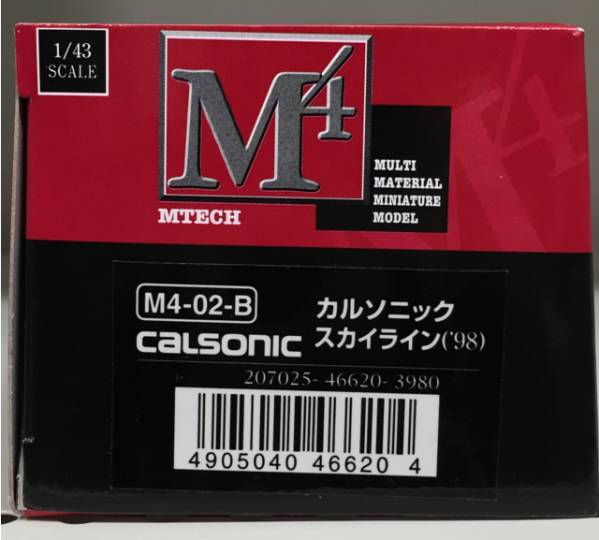 1/43
SCALE
M4
MULTI
MATERIAL
MINIATURE
MODEL
MTECH
M4-02-B
カルソニック
CALSONIC
スカイライン('98)
207025-46620-3980
4905040 46620 4